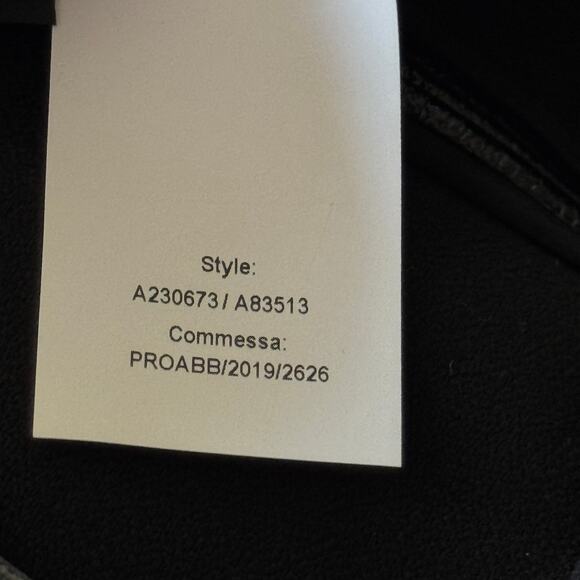 Style:
A230673/ A83513
Commessa:
PROABB/2019/2626